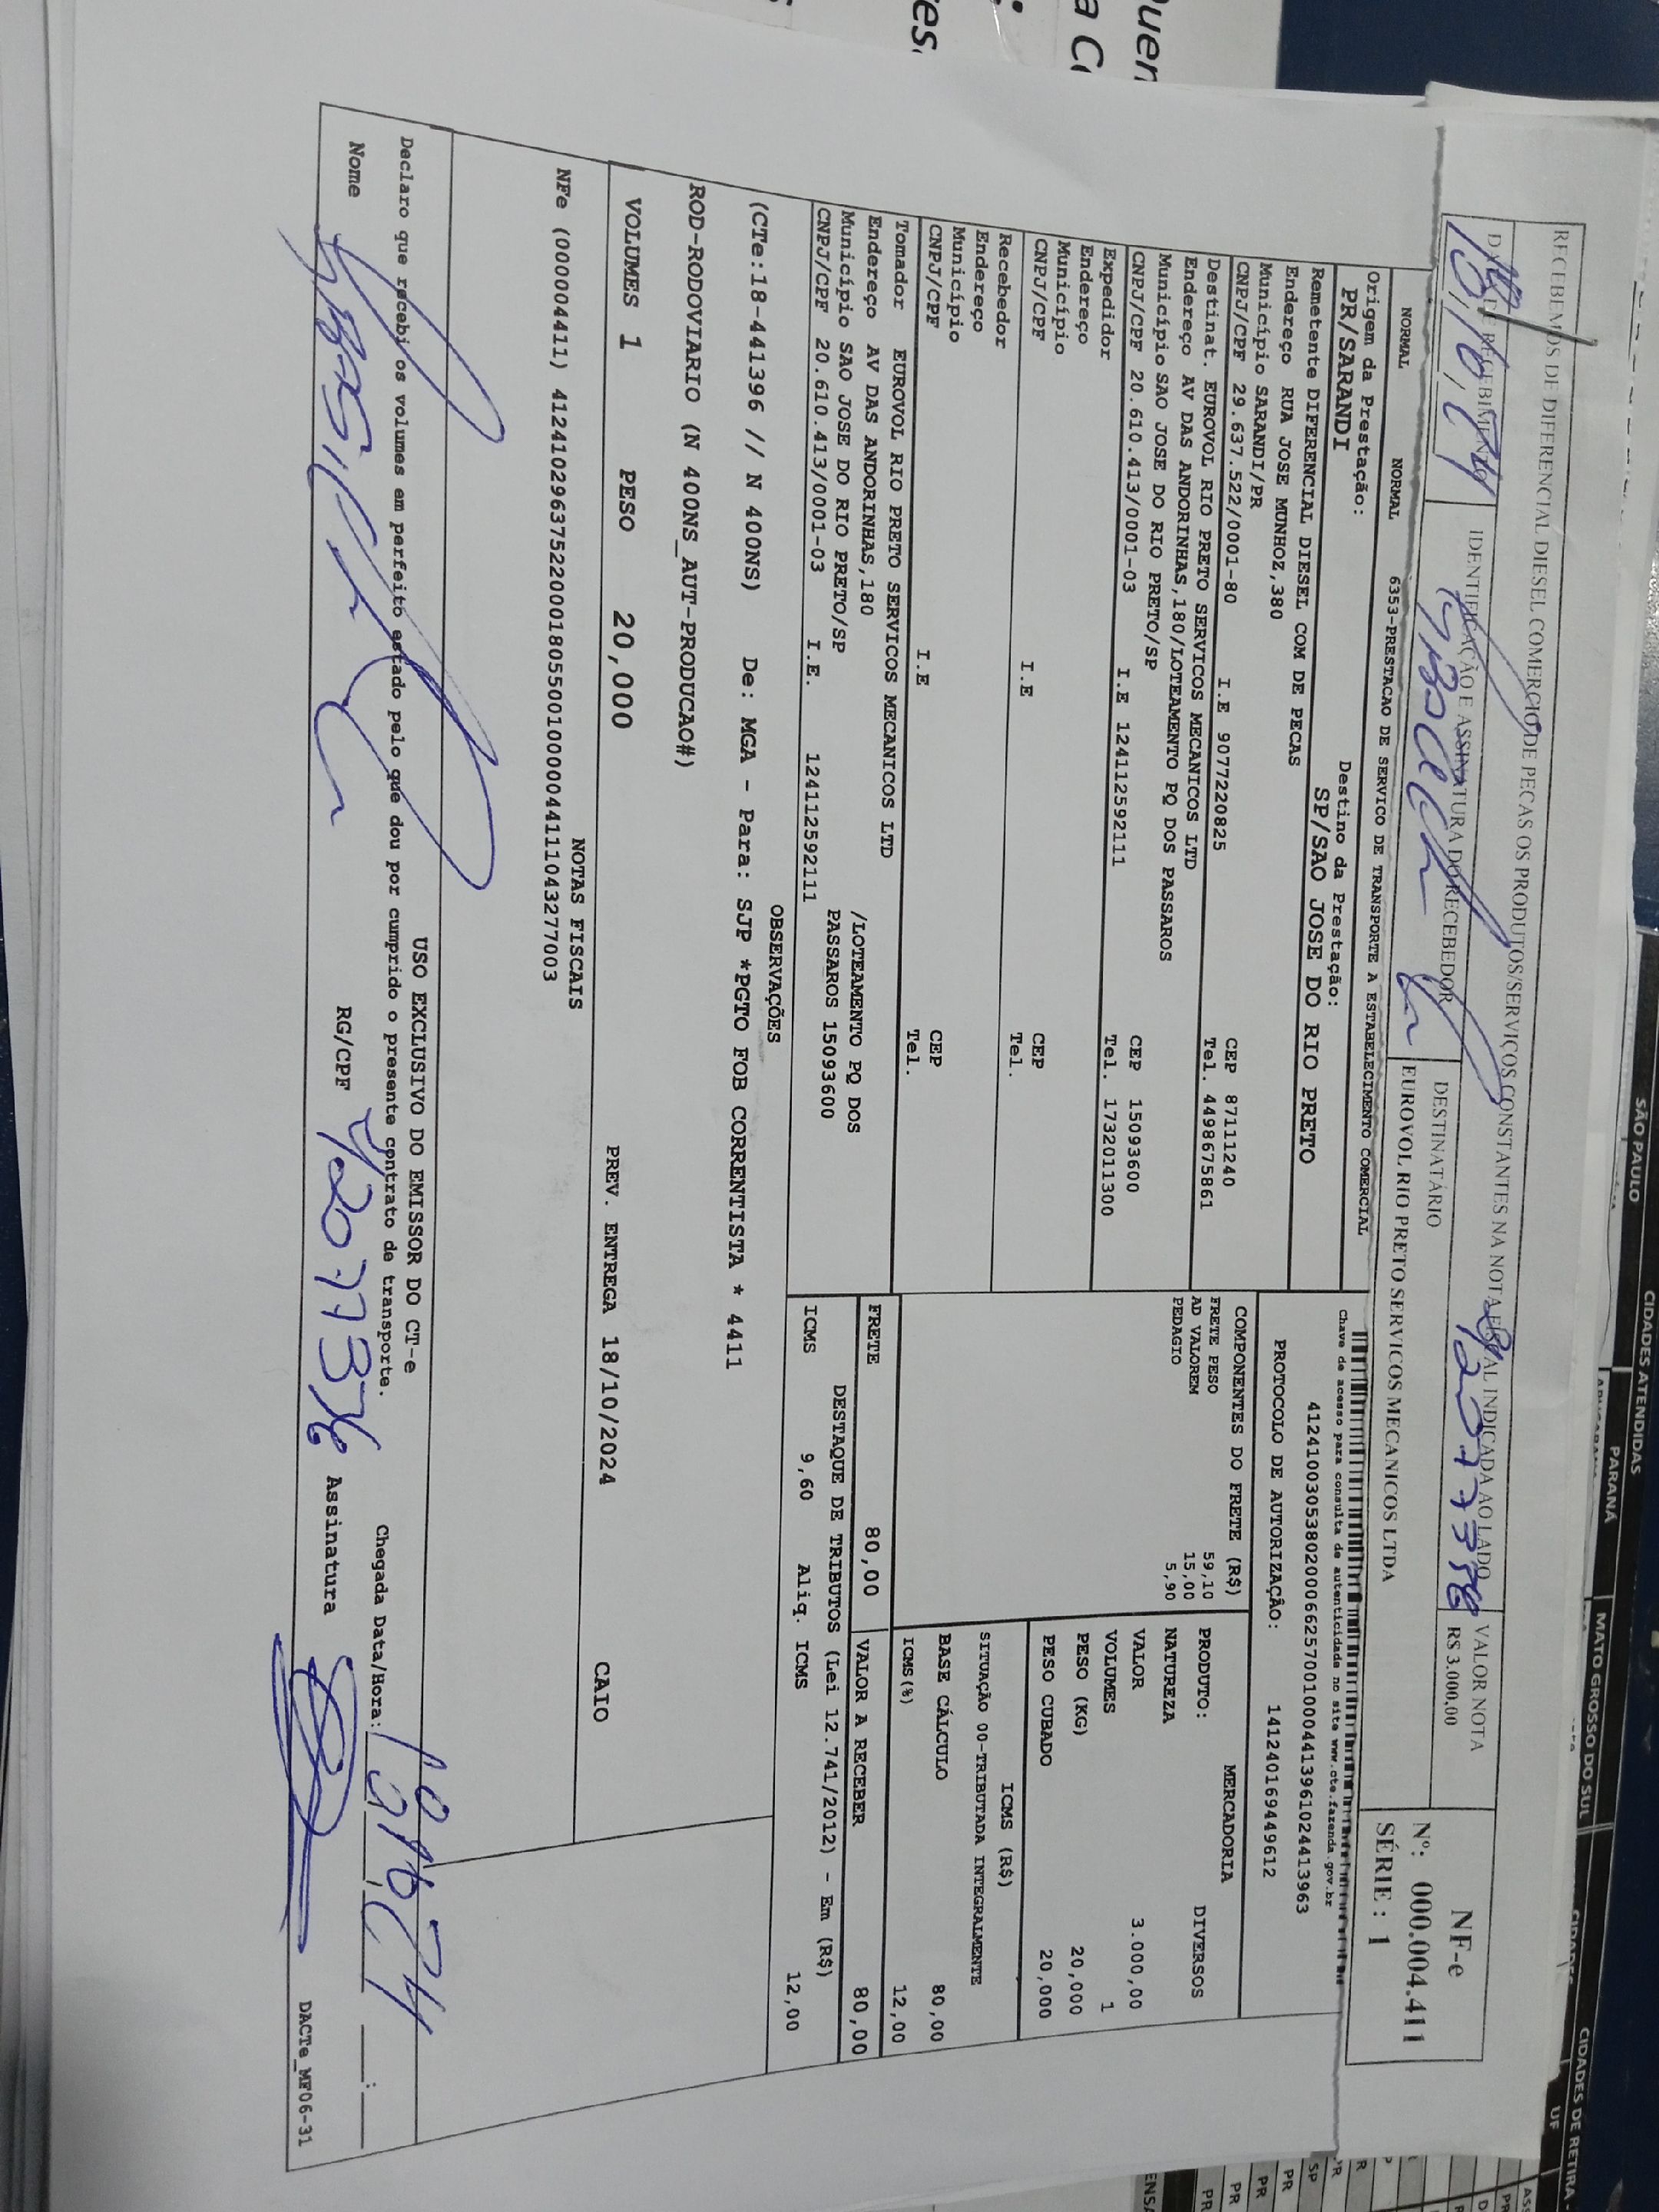 RECEBEMOS DE DIFERENCIAL DIESEL COMERCIO DE PECAS OS PRODUTOS/SERVIÇOS CONSTANTES NA NOTA FISCAL INDICADA AO LADO
DATA DE RECEBIMENTO
IDENTIFICAÇÃO E ASSINATURA DO RECEBEDOR
DESTINATÁRIO
EUROVOL RIO PRETO SERVICOS MECANICOS LTDA
VALOR NOTA
R$ 3.000,00
NF-e
Nº: 000.004.411
SÉRIE : 1
NORMAL NORMAL 6353-PRESTACAO DE SERVICO DE TRANSPORTE A ESTABELECIMENTO COMERCIAL
Origem da Prestação:
PR/SARANDI
Destino da Prestação:
SP/SAO JOSE DO RIO PRETO
Chave de acesso para consulta de autenticidade no site www.cte.fazenda.gov.br
41241003053802000662570010004413961024413963
PROTOCOLO DE AUTORIZAÇÃO: 141240169449612
Remetente DIFERENCIAL DIESEL COM DE PECAS
Endereço RUA JOSE MUNHOZ,380
Município SARANDI/PR
CEP 87111240
CNPJ/CPF 29.637.522/0001-80 I.E 9077220825 Tel. 44986758​61
Destinat. EUROVOL RIO PRETO SERVICOS MECANICOS LTD
Endereço AV DAS ANDORINHAS,180/LOTEAMENTO PQ DOS PASSAROS
Município SAO JOSE DO RIO PRETO/SP
CEP 15093600
CNPJ/CPF 20.610.413/0001-03 I.E 124112592111 Tel. 1732011300
Expedidor
Endereço
Município
CEP
CNPJ/CPF I.E Tel.
Recebedor
Endereço
Município
CEP
CNPJ/CPF I.E Tel.
Tomador EUROVOL RIO PRETO SERVICOS MECANICOS LTD
Endereço AV DAS ANDORINHAS,180 /LOTEAMENTO PQ DOS
Município SAO JOSE DO RIO PRETO/SP PASSAROS 15093600
CNPJ/CPF 20.610.413/0001-03 I.E. 124112592111
COMPONENTES DO FRETE (R$)
FRETE PESO 59,10
AD VALOREM 15,00
PEDAGIO 5,90
MERCADORIA
PRODUTO: DIVERSOS
NATUREZA
VALOR 3.000,00
VOLUMES 1
PESO (KG) 20,000
PESO CUBADO 20,000
ICMS (R$)
SITUAÇÃO 00-TRIBUTADA INTEGRALMENTE
BASE CÁLCULO 80,00
ICMS(%) 12,00
FRETE 80,00
VALOR A RECEBER 80,00
DESTAQUE DE TRIBUTOS (Lei 12.741/2012) - Em (R$)
ICMS 9,60 Aliq. ICMS 12,00
OBSERVAÇÕES
(CTe:18-441396 // N 400NS) De: MGA - Para: SJP *PGTO FOB CORRENTISTA * 4411
ROD-RODOVIARIO (N 400NS_AUT-PRODUCAO#)
VOLUMES 1 PESO 20,000 PREV. ENTREGA 18/10/2024 CAIO
NOTAS FISCAIS
NFe (000004411) 41241029637522000180550010000044111043277003
USO EXCLUSIVO DO EMISSOR DO CT-e
Declaro que recebi os volumes em perfeito estado pelo que dou por cumprido o presente contrato de transporte.
Chegada Data/Hora:
Nome
RG/CPF
Assinatura
DACTe_MF06-31
SÃO PAULO
CIDADES ATENDIDAS
PARANÁ
MATO GROSSO DO SUL
CIDADES DE RETIRA
UF